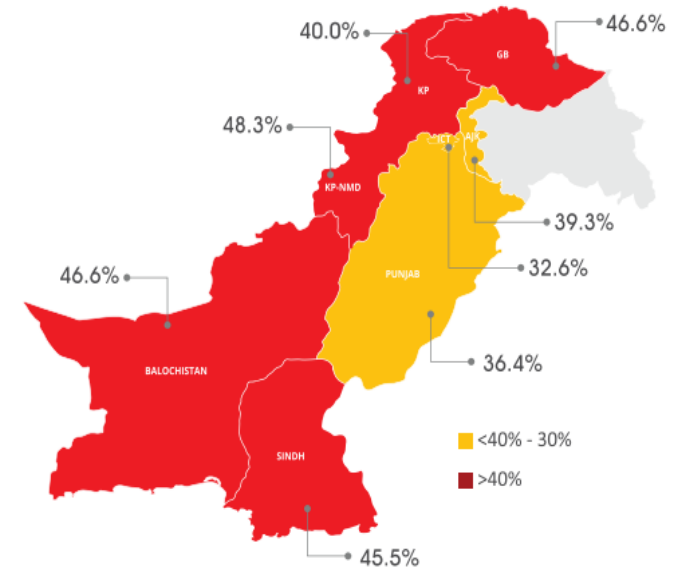 40.0%
46.6%
GB
KP
48.3%
ICT
AJK
KP-NMD
39.3%
32.6%
46.6%
PUNJAB
36.4%
BALOCHISTAN
<40% - 30%
SINDH
>40%
45.5%